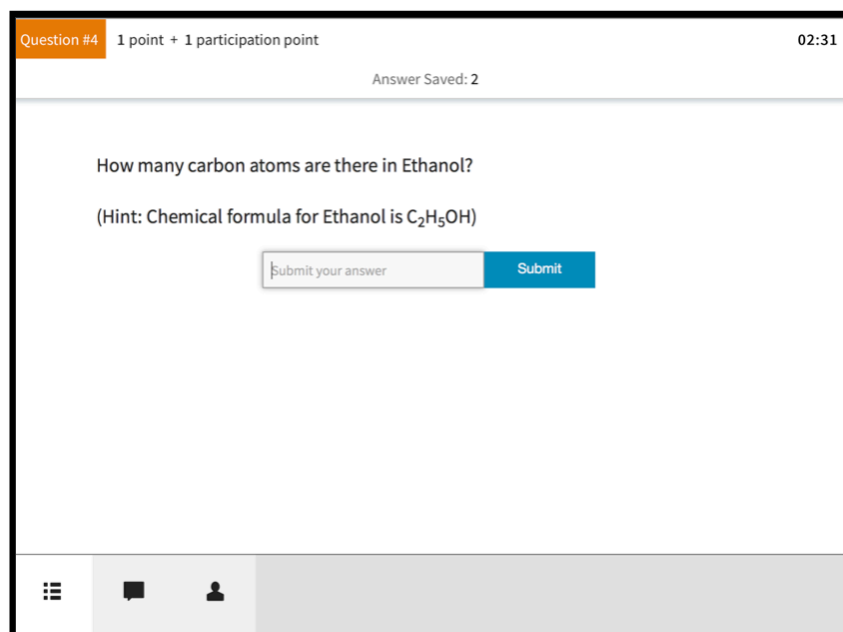 Question #4 1 point + 1 participation point 02:31
Answer Saved: 2
How many carbon atoms are there in Ethanol?
(Hint: Chemical formula for Ethanol is C₂H₅OH)
Submit your answer Submit